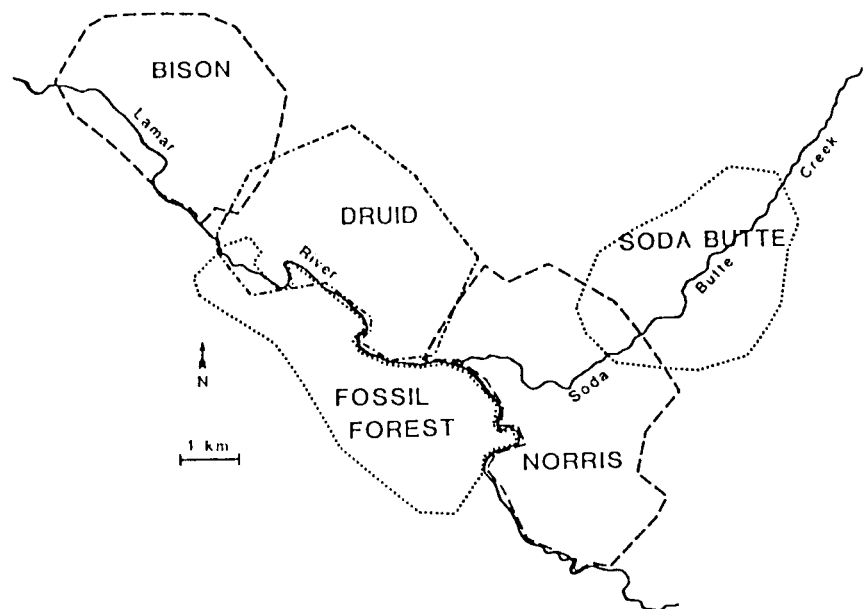 BISON
Lamar
DRUID
River
SODA BUTTE
Creek
Butte
Soda
N
1 km
FOSSIL
FOREST
NORRIS